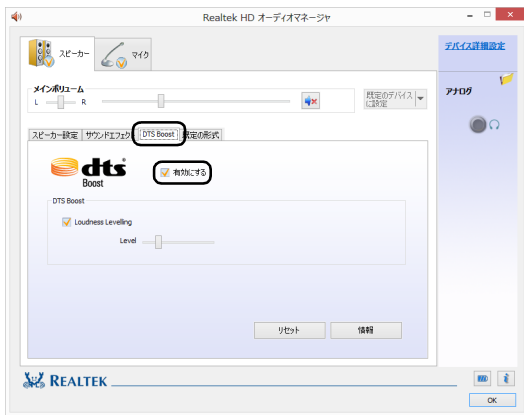 Realtek HD オーディオマネージャ
スピーカー
マイク
デバイス詳細設定
メインボリューム
L R
既定のデバイス
に設定
アナログ
スピーカー設定 サウンドエフェクト DTS Boost 既定の形式
dts
Boost
有効にする
DTS Boost
Loudness Levelling
Level
リセット 情報
REALTEK
OK